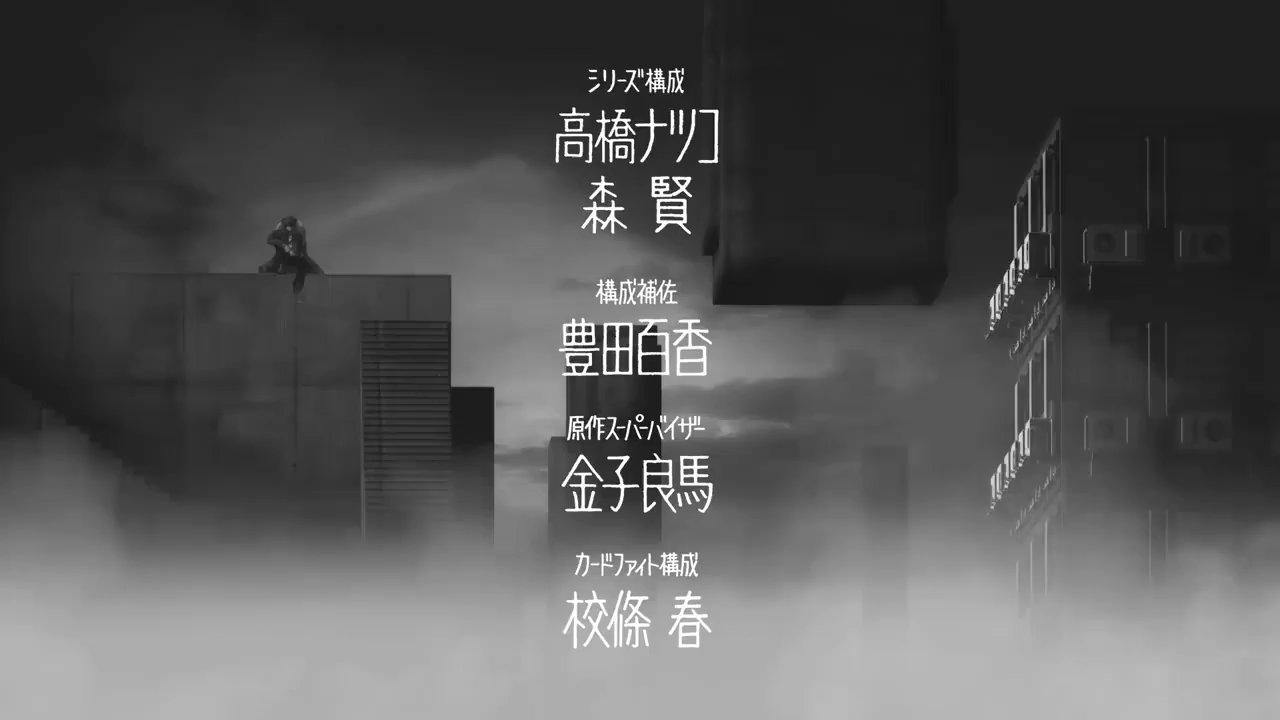 シリーズ構成
高橋ナツコ
森 賢
構成補佐
豊田百香
原作スーパーバイザー
金子良馬
カードファイト構成
校條 春